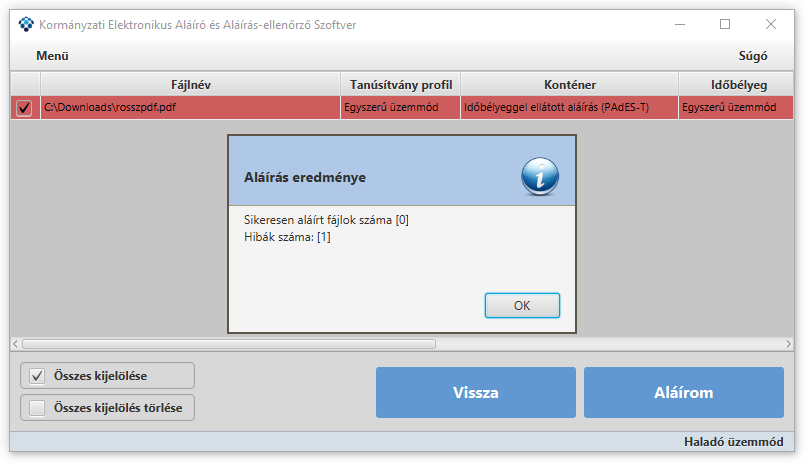 Kormányzati Elektronikus Aláíró és Aláírás-ellenőrző Szoftver
Menü Súgó
Fájlnév Tanúsítvány profil Konténer Időbélyeg
C:\Downloads\rosszpdf.pdf Egyszerű üzemmód Időbélyeggel ellátott aláírás (PAdES-T) Egyszerű üzemmód
Aláírás eredménye
Sikeresen aláírt fájlok száma [0]
Hibák száma: [1]
OK
Összes kijelölése
Összes kijelölés törlése
Vissza
Aláírom
Haladó üzemmód